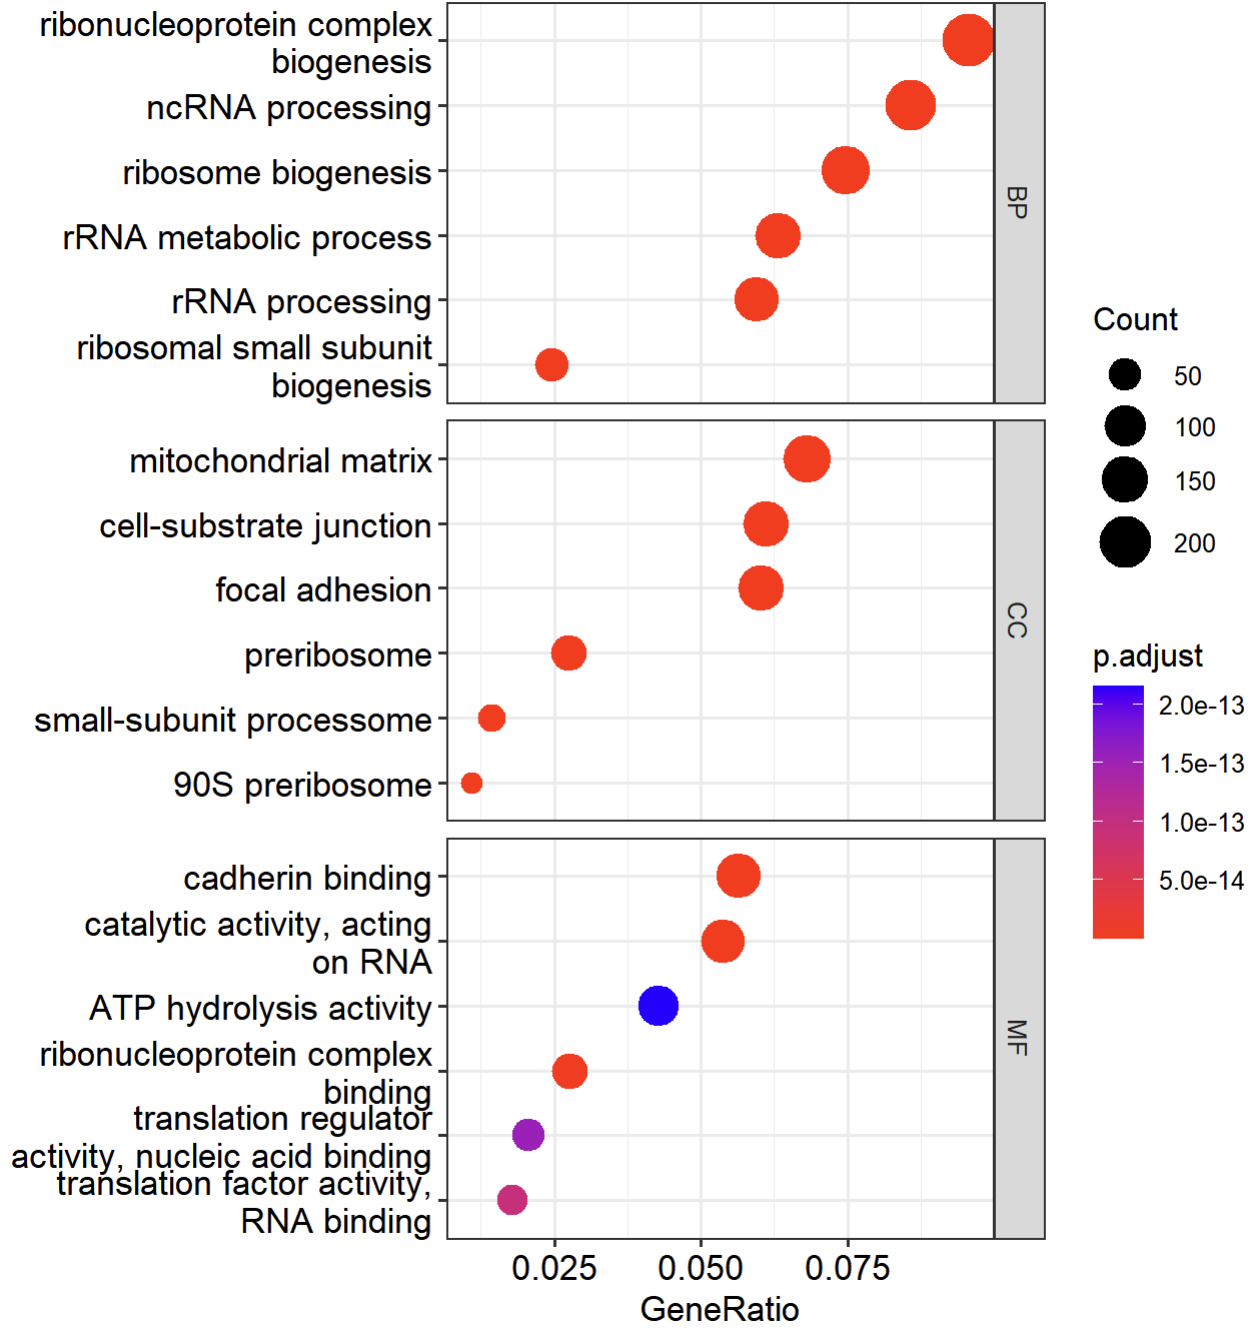 ribonucleoprotein complex
biogenesis
ncRNA processing
ribosome biogenesis
rRNA metabolic process
rRNA processing
ribosomal small subunit
biogenesis
BP
mitochondrial matrix
cell-substrate junction
focal adhesion
preribosome
small-subunit processome
90S preribosome
CC
cadherin binding
catalytic activity, acting
on RNA
ATP hydrolysis activity
ribonucleoprotein complex
binding
translation regulator
activity, nucleic acid binding
translation factor activity,
RNA binding
MF
0.025
0.050
0.075
GeneRatio
Count
50
100
150
200
p.adjust
2.0e-13
1.5e-13
1.0e-13
5.0e-14